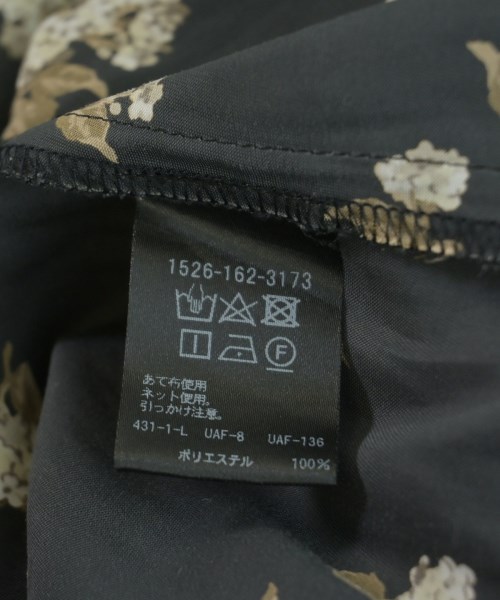 1526-162-3173
F
あて布使用
ネット使用。
引っかけ注意。
431-1-L UAF-8 UAF-136
ポリエステル 100%